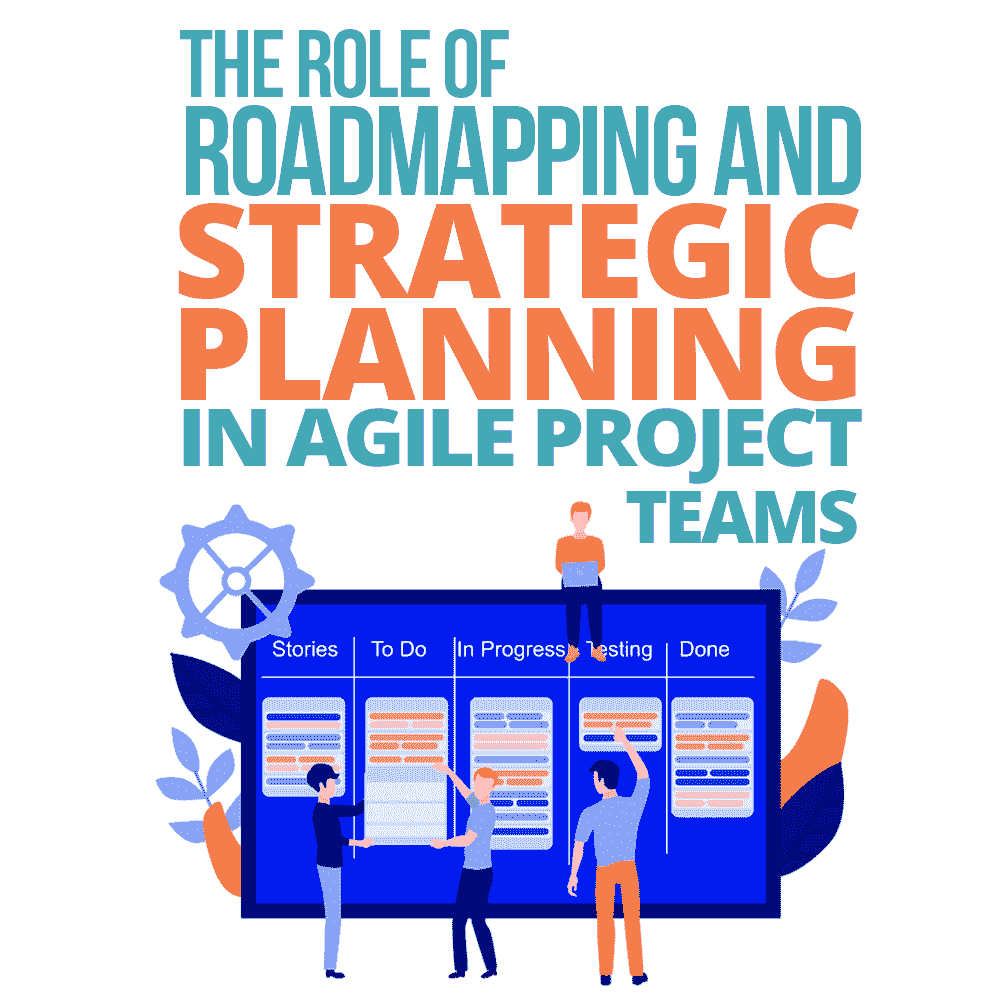 THE ROLE OF
ROADMAPPING AND
STRATEGIC
PLANNING
IN AGILE PROJECT
TEAMS
Stories To Do In Progress Testing Done